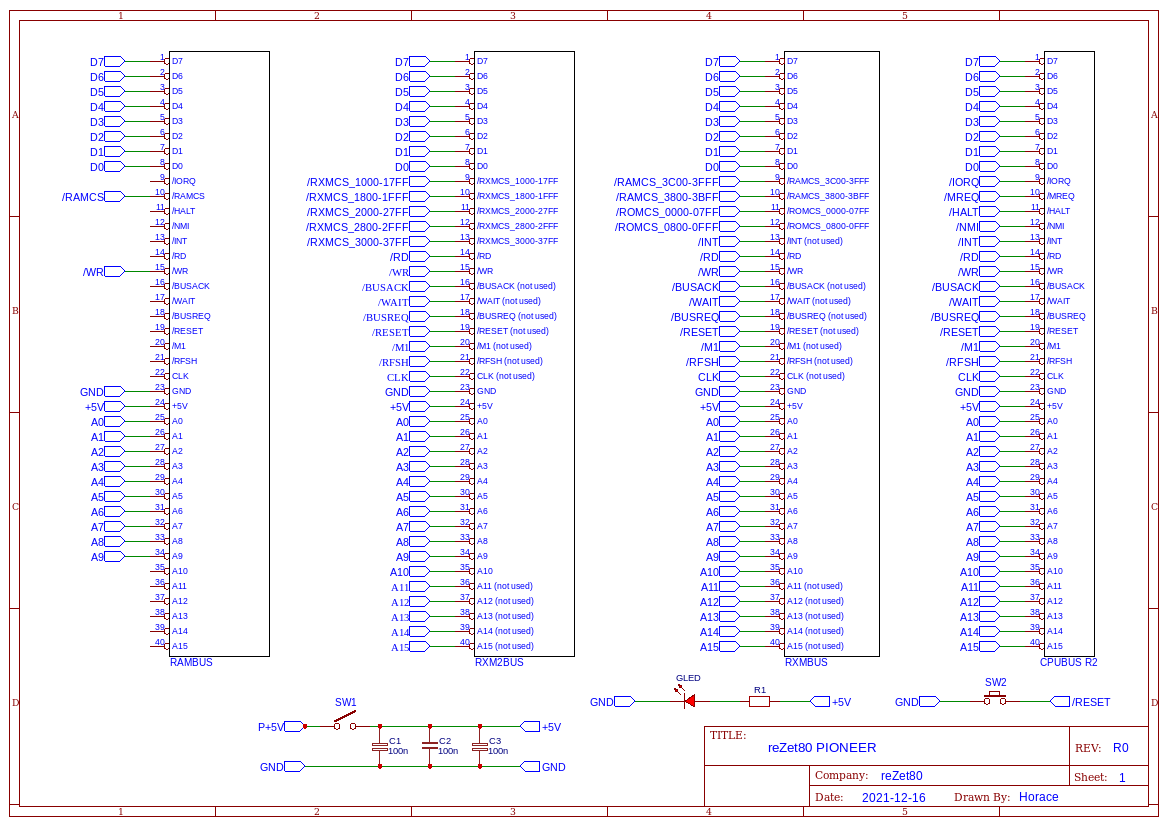 1 2 3 4 5
A
B
C
D
D7 1 D7
D6 2 D6
D5 3 D5
D4 4 D4
D3 5 D3
D2 6 D2
D1 7 D1
D0 8 D0
9 /IORQ
/RAMCS 10 /RAMCS
11 /HALT
12 /NMI
13 /INT
14 /RD
/WR 15 /WR
16 /BUSACK
17 /WAIT
18 /BUSREQ
19 /RESET
20 /M1
21 /RFSH
22 CLK
GND 23 GND
+5V 24 +5V
A0 25 A0
A1 26 A1
A2 27 A2
A3 28 A3
A4 29 A4
A5 30 A5
A6 31 A6
A7 32 A7
A8 33 A8
A9 34 A9
35 A10
36 A11
37 A12
38 A13
39 A14
40 A15
RAMBUS
D7 1 D7
D6 2 D6
D5 3 D5
D4 4 D4
D3 5 D3
D2 6 D2
D1 7 D1
D0 8 D0
/RXMCS_1000-17FF 9 /RXMCS_1000-17FF
/RXMCS_1800-1FFF 10 /RXMCS_1800-1FFF
/RXMCS_2000-27FF 11 /RXMCS_2000-27FF
/RXMCS_2800-2FFF 12 /RXMCS_2800-2FFF
/RXMCS_3000-37FF 13 /RXMCS_3000-37FF
/RD 14 /RD
/WR 15 /WR
/BUSACK 16 /BUSACK (not used)
/WAIT 17 /WAIT (not used)
/BUSREQ 18 /BUSREQ (not used)
/RESET 19 /RESET (not used)
/M1 20 /M1 (not used)
/RFSH 21 /RFSH (not used)
CLK 22 CLK (not used)
GND 23 GND
+5V 24 +5V
A0 25 A0
A1 26 A1
A2 27 A2
A3 28 A3
A4 29 A4
A5 30 A5
A6 31 A6
A7 32 A7
A8 33 A8
A9 34 A9
A10 35 A10
A11 36 A11 (not used)
A12 37 A12 (not used)
A13 38 A13 (not used)
A14 39 A14 (not used)
A15 40 A15 (not used)
RXM2BUS
D7 1 D7
D6 2 D6
D5 3 D5
D4 4 D4
D3 5 D3
D2 6 D2
D1 7 D1
D0 8 D0
/RAMCS_3C00-3FFF 9 /RAMCS_3C00-3FFF
/RAMCS_3800-3BFF 10 /RAMCS_3800-3BFF
/ROMCS_0000-07FF 11 /ROMCS_0000-07FF
/ROMCS_0800-0FFF 12 /ROMCS_0800-0FFF
/INT 13 /INT (not used)
/RD 14 /RD
/WR 15 /WR
/BUSACK 16 /BUSACK (not used)
/WAIT 17 /WAIT (not used)
/BUSREQ 18 /BUSREQ (not used)
/RESET 19 /RESET (not used)
/M1 20 /M1 (not used)
/RFSH 21 /RFSH (not used)
CLK 22 CLK (not used)
GND 23 GND
+5V 24 +5V
A0 25 A0
A1 26 A1
A2 27 A2
A3 28 A3
A4 29 A4
A5 30 A5
A6 31 A6
A7 32 A7
A8 33 A8
A9 34 A9
A10 35 A10
A11 36 A11 (not used)
A12 37 A12 (not used)
A13 38 A13 (not used)
A14 39 A14 (not used)
A15 40 A15 (not used)
RXMBUS
D7 1 D7
D6 2 D6
D5 3 D5
D4 4 D4
D3 5 D3
D2 6 D2
D1 7 D1
D0 8 D0
/IORQ 9 /IORQ
/MREQ 10 /MREQ
/HALT 11 /HALT
/NMI 12 /NMI
/INT 13 /INT
/RD 14 /RD
/WR 15 /WR
/BUSACK 16 /BUSACK
/WAIT 17 /WAIT
/BUSREQ 18 /BUSREQ
/RESET 19 /RESET
/M1 20 /M1
/RFSH 21 /RFSH
CLK 22 CLK
GND 23 GND
+5V 24 +5V
A0 25 A0
A1 26 A1
A2 27 A2
A3 28 A3
A4 29 A4
A5 30 A5
A6 31 A6
A7 32 A7
A8 33 A8
A9 34 A9
A10 35 A10
A11 36 A11
A12 37 A12
A13 38 A13
A14 39 A14
A15 40 A15
CPUBUS R2
A
B
C
D
SW1
P+5V +5V
C1 C2 C3
100n 100n 100n
GND GND
GLED R1
GND +5V
SW2
GND /RESET
TITLE:
reZet80 PIONEER
REV: R0
Company: reZet80
Sheet: 1
Date: 2021-12-16 Drawn By: Horace
1 2 3 4 5